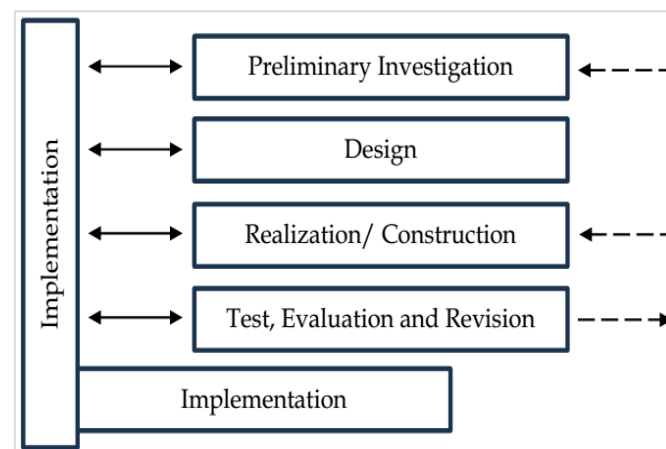 Implementation
Preliminary Investigation
Design
Realization/ Construction
Test, Evaluation and Revision
Implementation